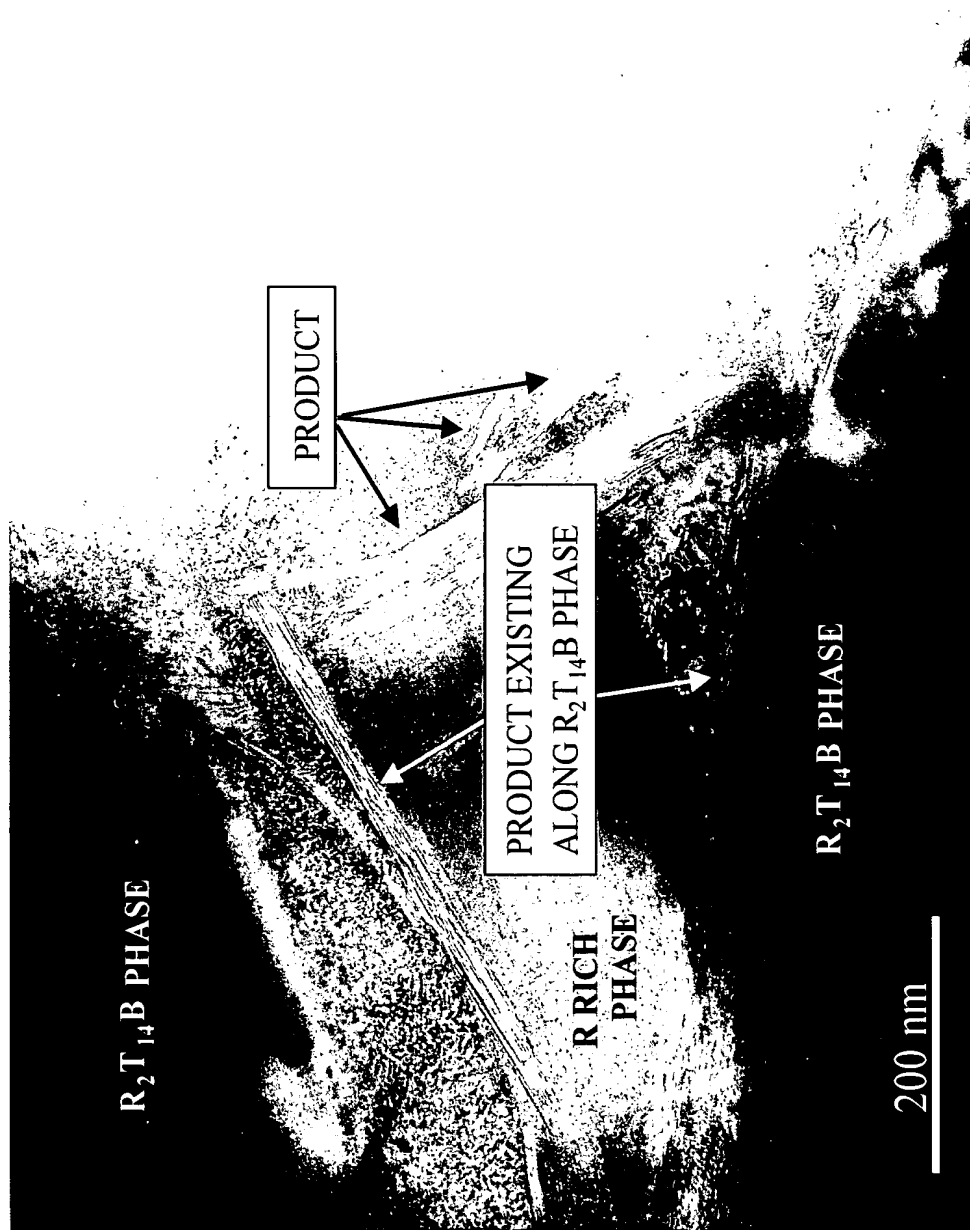 R₂T₁₄B PHASE
PRODUCT
PRODUCT EXISTING
ALONG R₂T₁₄B PHASE
R RICH
PHASE
R₂T₁₄B PHASE
200 nm